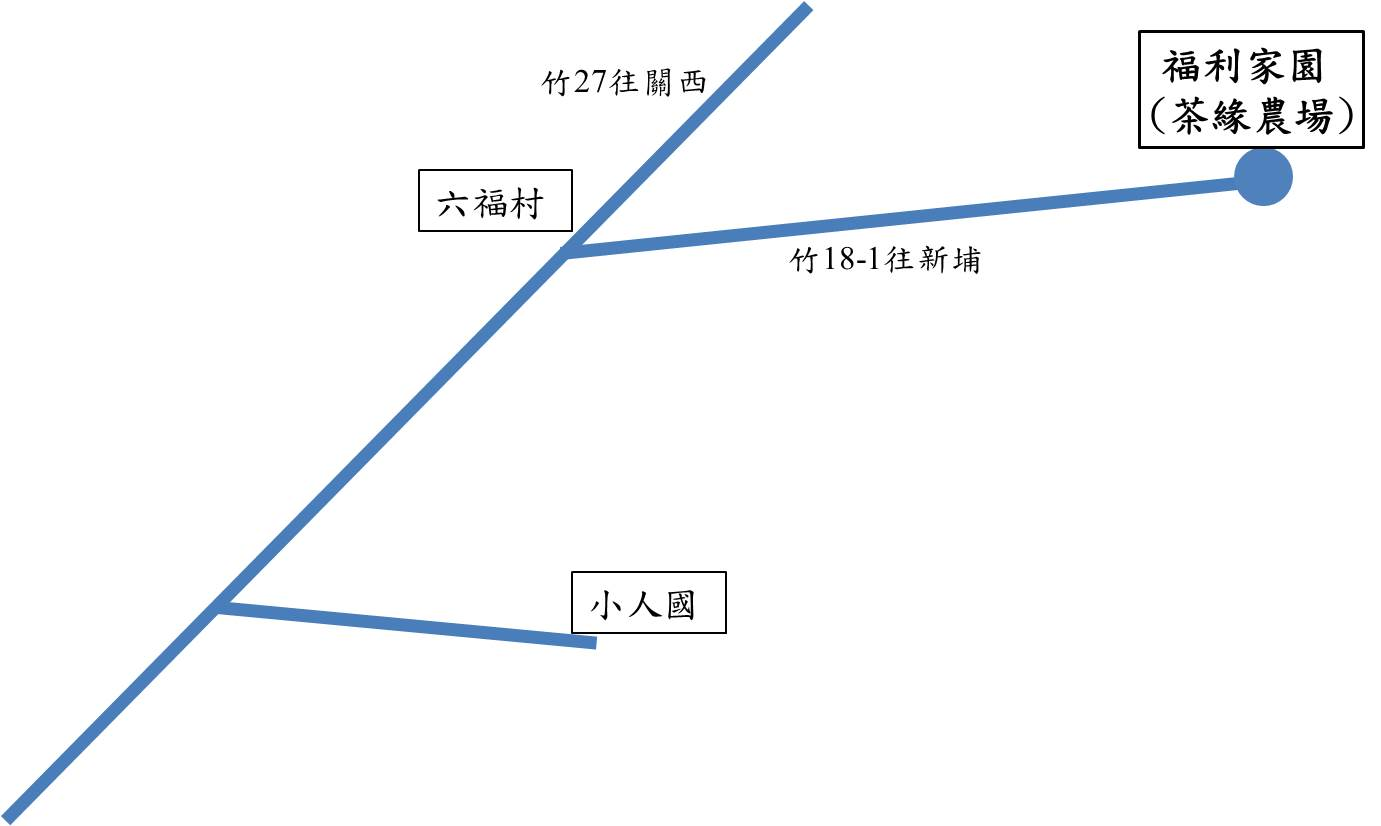 福利家園
(茶緣農場)
竹27往關西
六福村
竹18-1往新埔
小人國